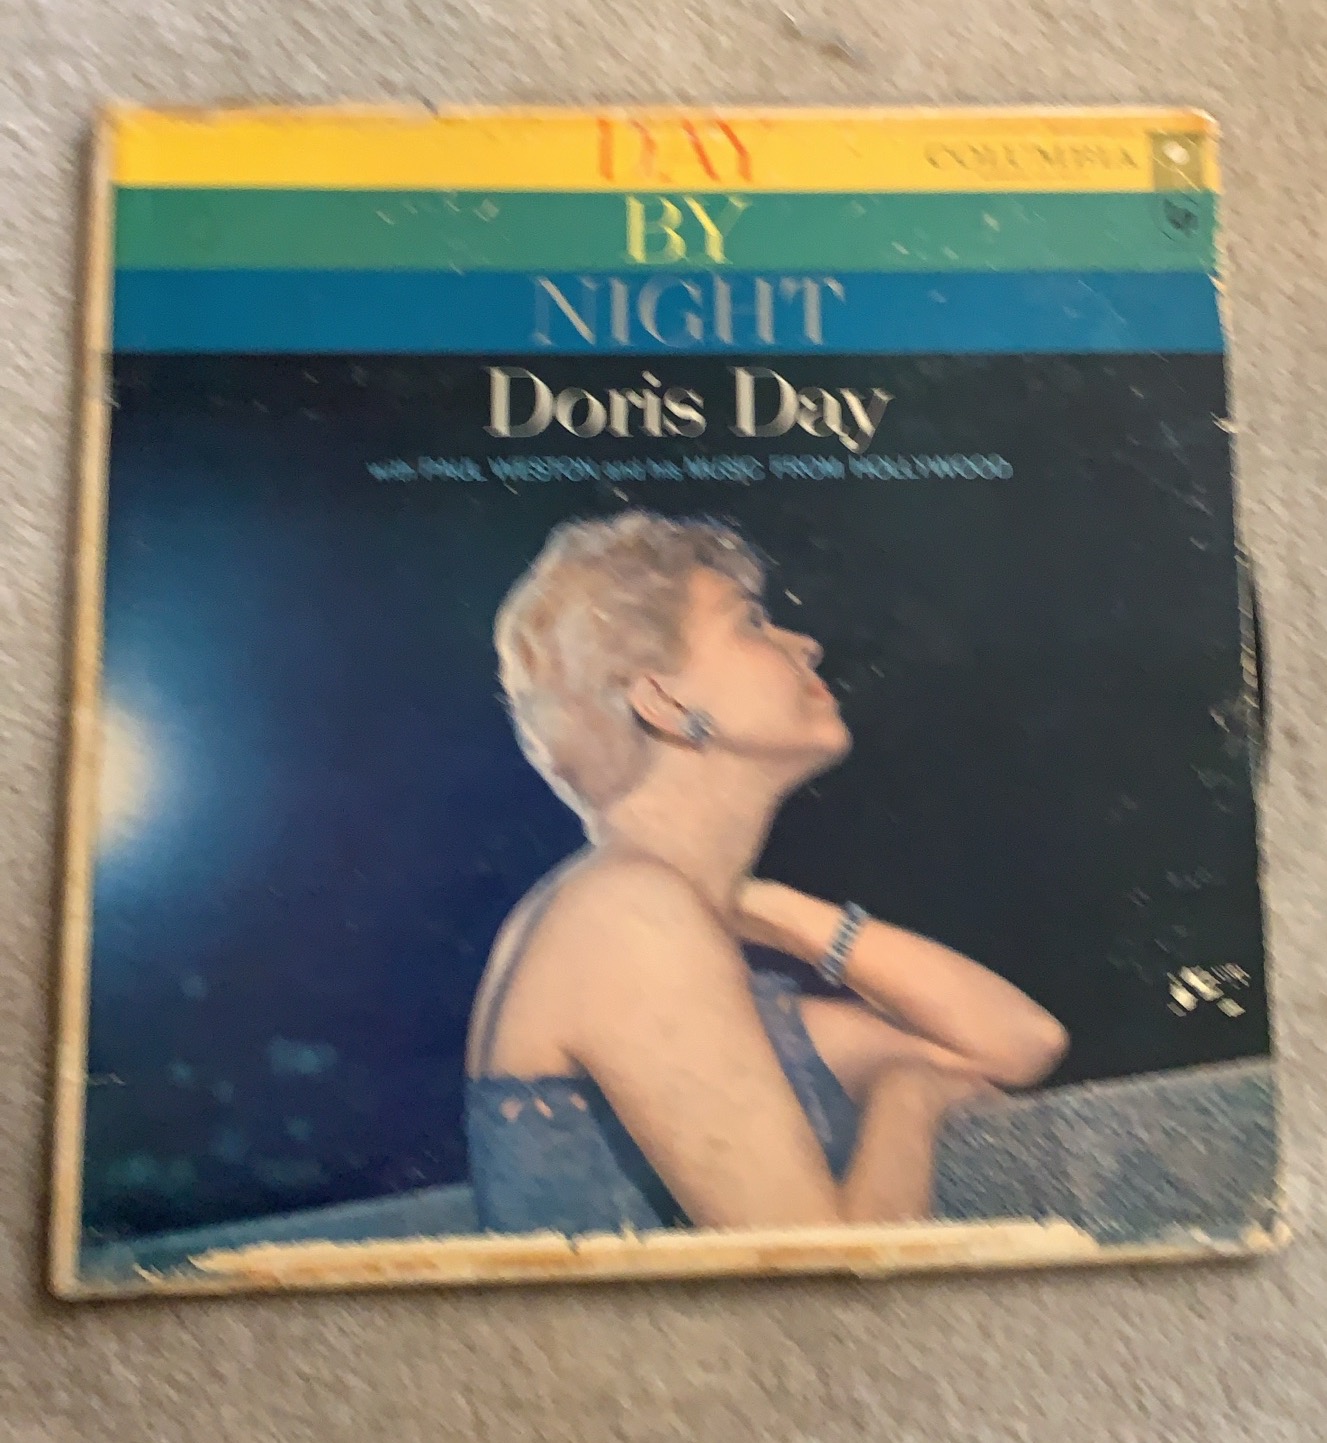 DAY
COLUMBIA
BY
NIGHT
Doris Day
with PAUL WESTON and his MUSIC FROM HOLLYWOOD